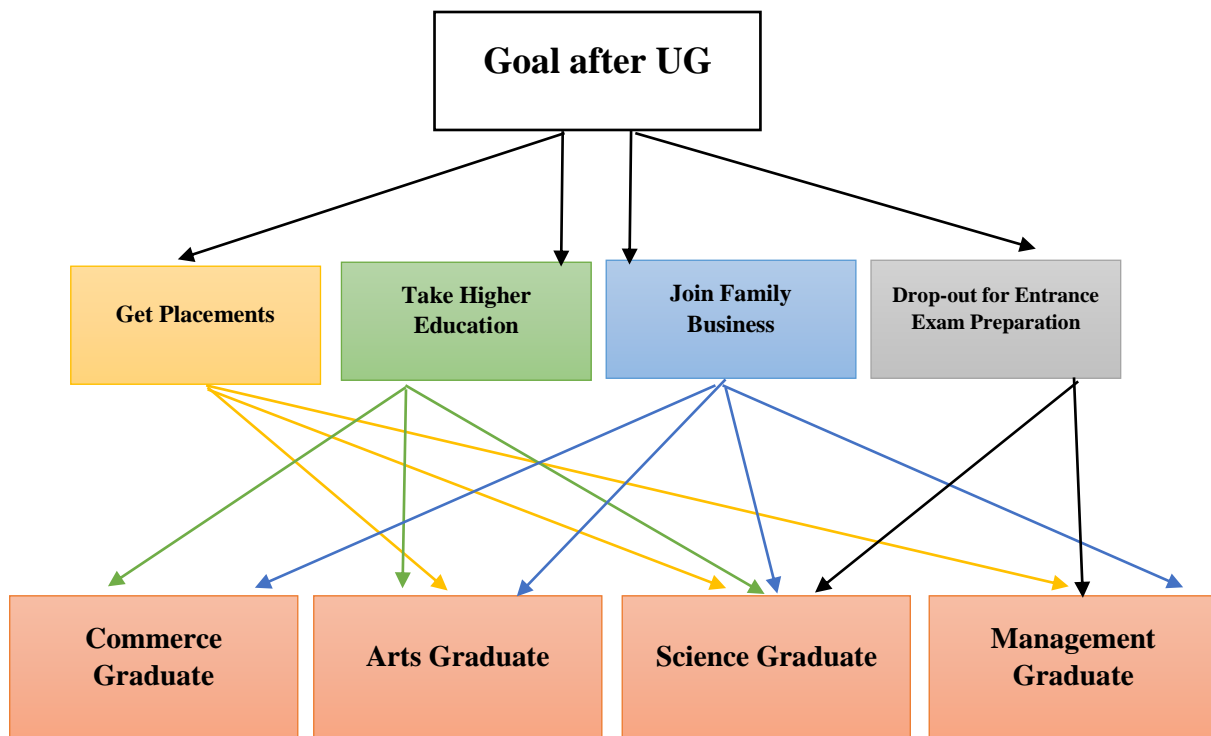 Goal after UG
Get Placements
Take Higher
Education
Join Family
Business
Drop-out for Entrance
Exam Preparation
Commerce
Graduate
Arts Graduate
Science Graduate
Management
Graduate